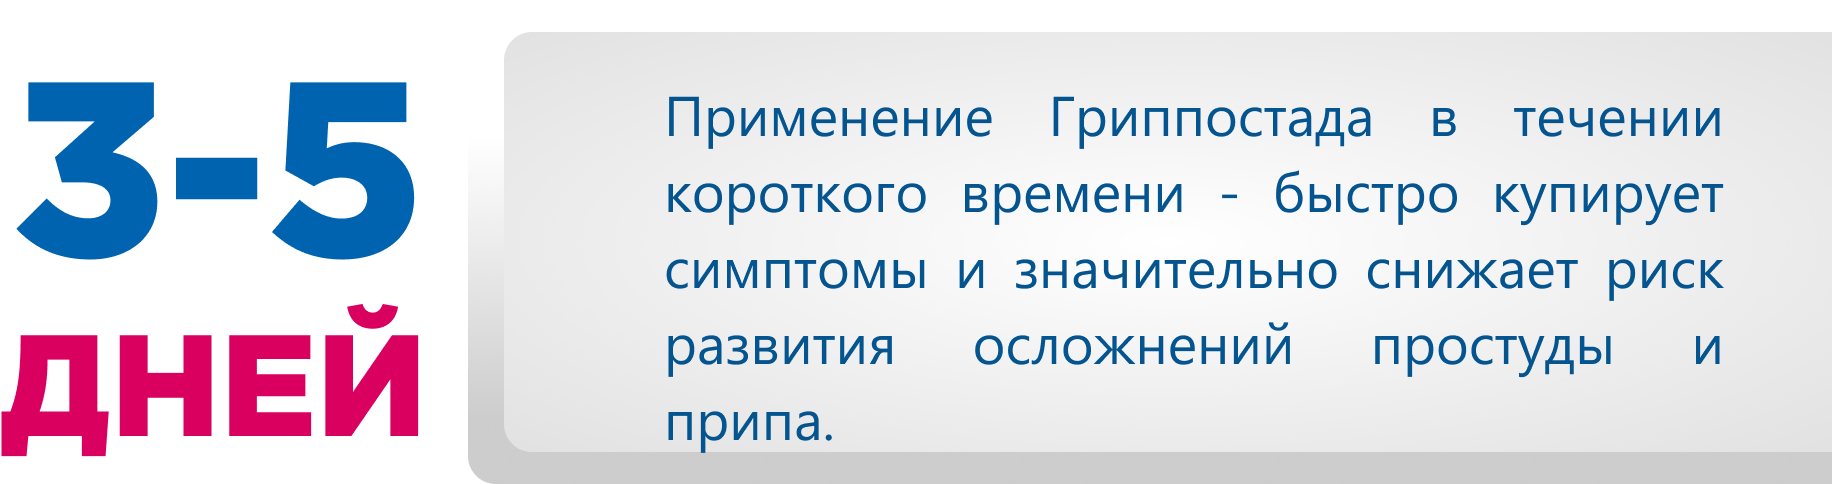 3-5
ДНЕЙ
Применение Гриппостада в течении
короткого времени - быстро купирует
симптомы и значительно снижает риск
развития осложнений простуды и
припа.